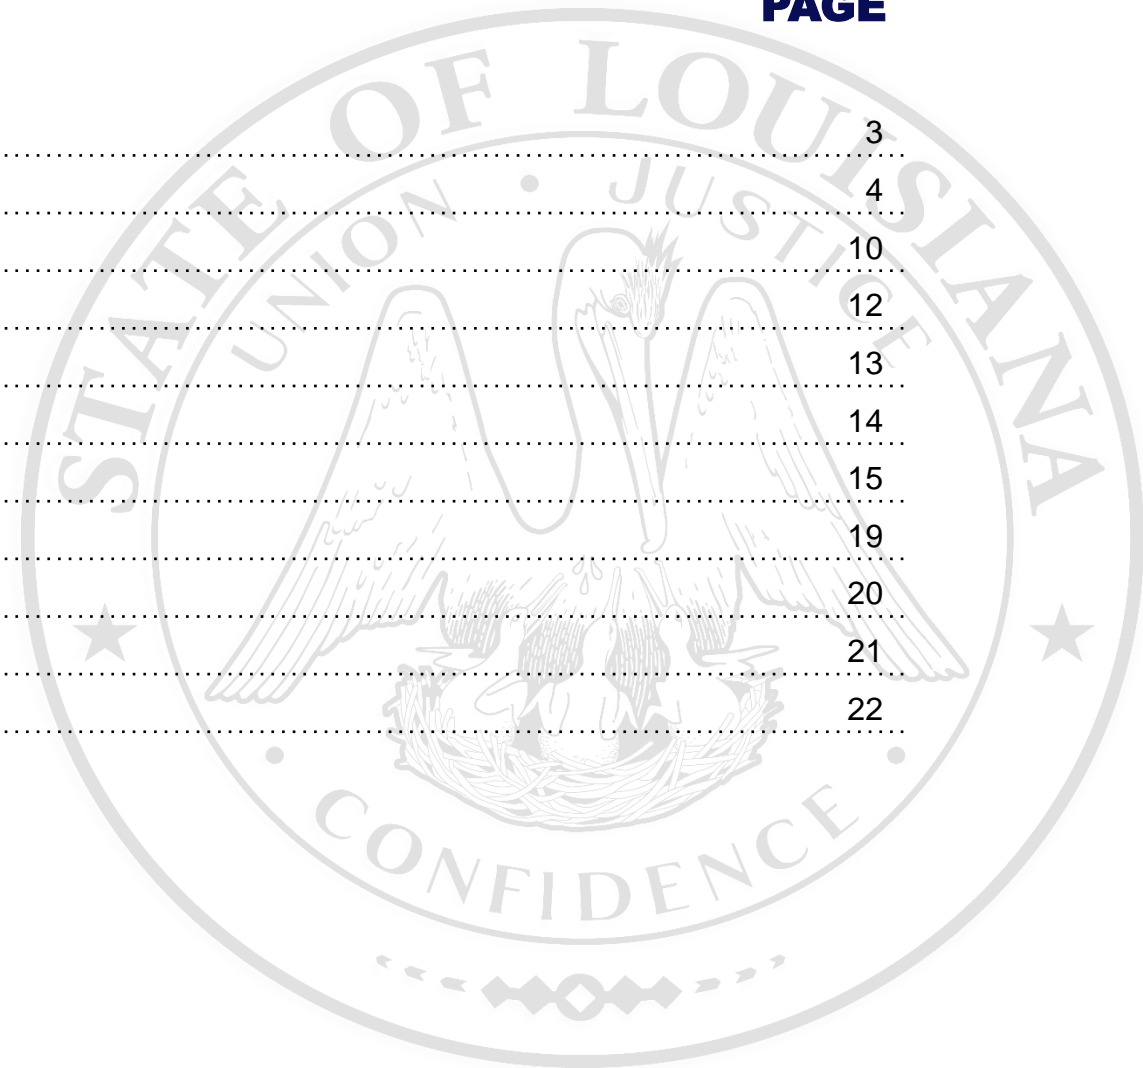 PAGE
STATE OF LOUISIANA
UNION • JUSTICE
3
4
10
12
13
14
15
19
20
21
22
• CONFIDENCE •